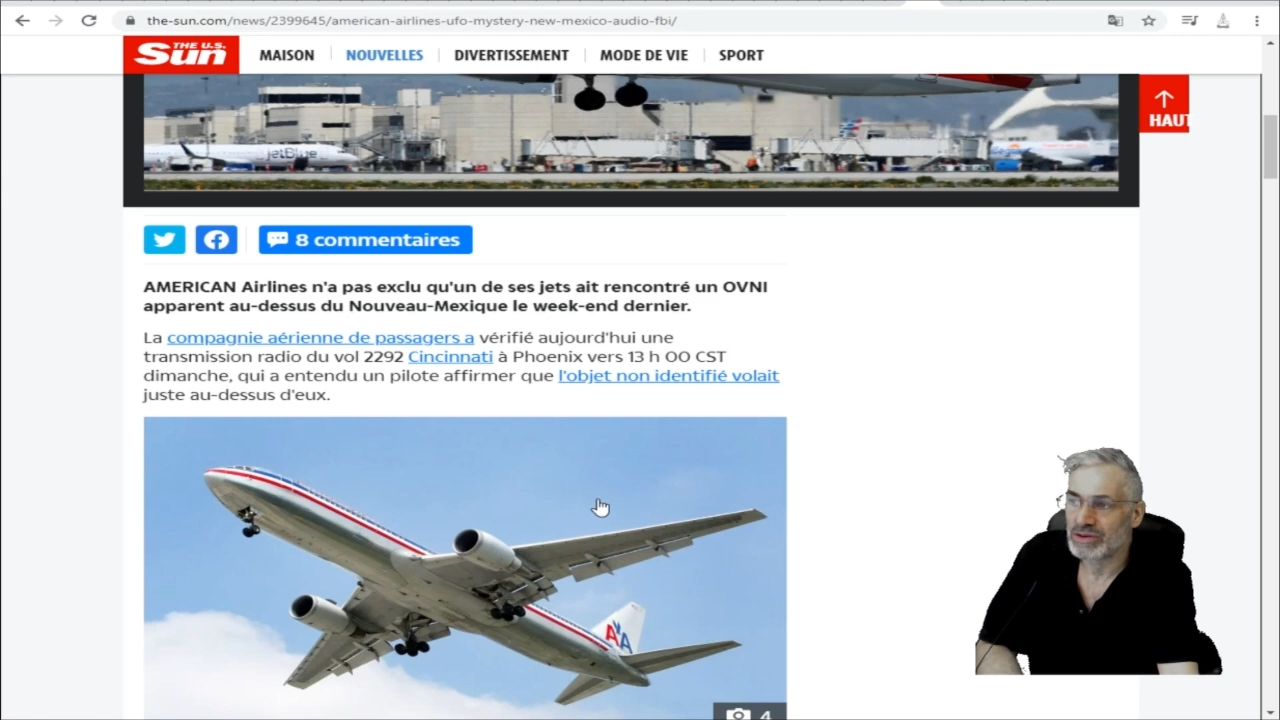 the-sun.com/news/2399645/american-airlines-ufo-mystery-new-mexico-audio-fbi/
THE U.S. Sun
MAISON NOUVELLES DIVERTISSEMENT MODE DE VIE SPORT
jetBlue
HAUT
8 commentaires
AMERICAN Airlines n'a pas exclu qu'un de ses jets ait rencontré un OVNI
apparent au-dessus du Nouveau-Mexique le week-end dernier.
La compagnie aérienne de passagers a vérifié aujourd'hui une
transmission radio du vol 2292 Cincinnati à Phoenix vers 13 h 00 CST
dimanche, qui a entendu un pilote affirmer que l'objet non identifié volait
juste au-dessus d'eux.
AA
4